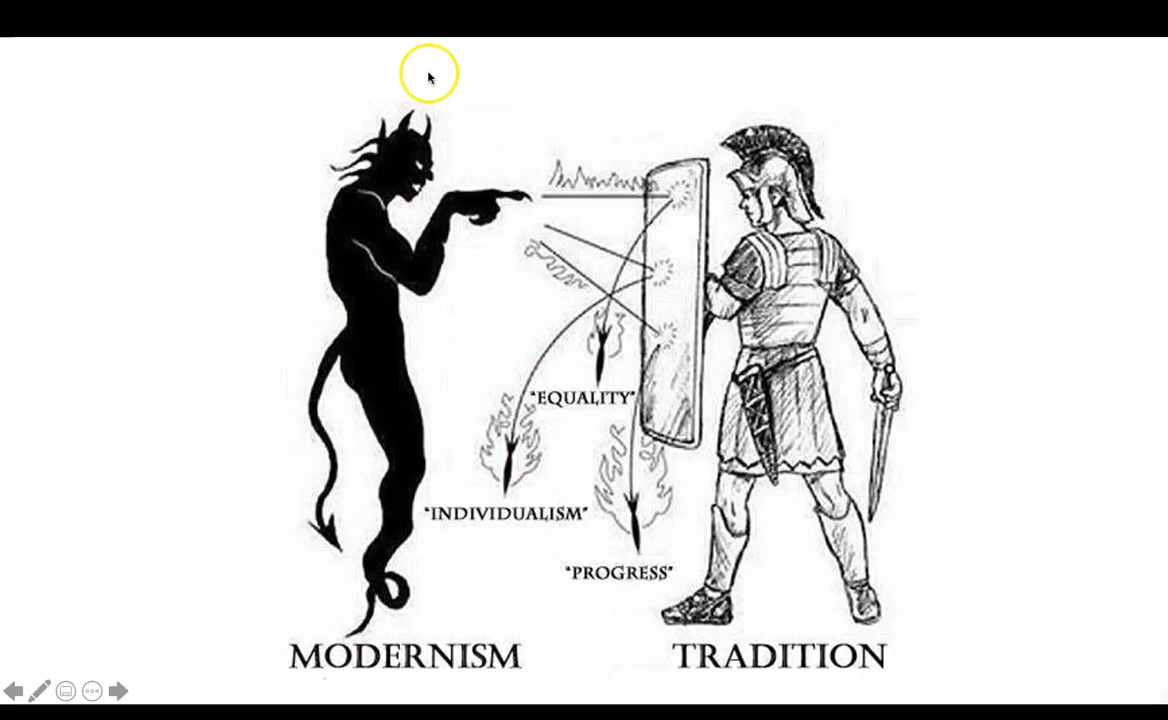 "EQUALITY"
"INDIVIDUALISM"
"PROGRESS"
MODERNISM
TRADITION